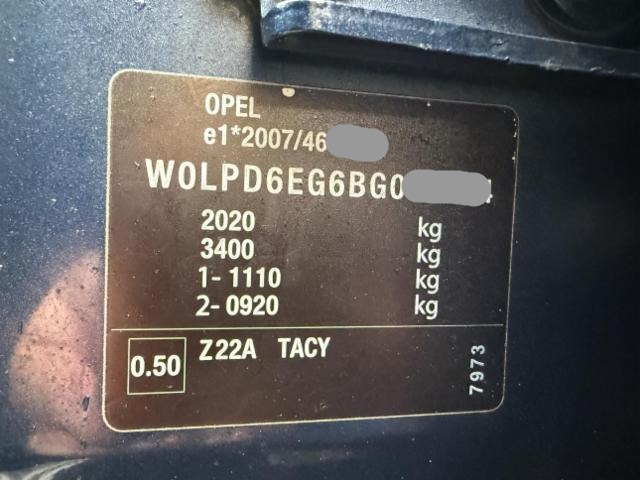 OPEL
e1*2007/46
W0LPD6EG6BG0
2020 kg
3400 kg
1- 1110 kg
2- 0920 kg
0.50 Z22A TACY
7973